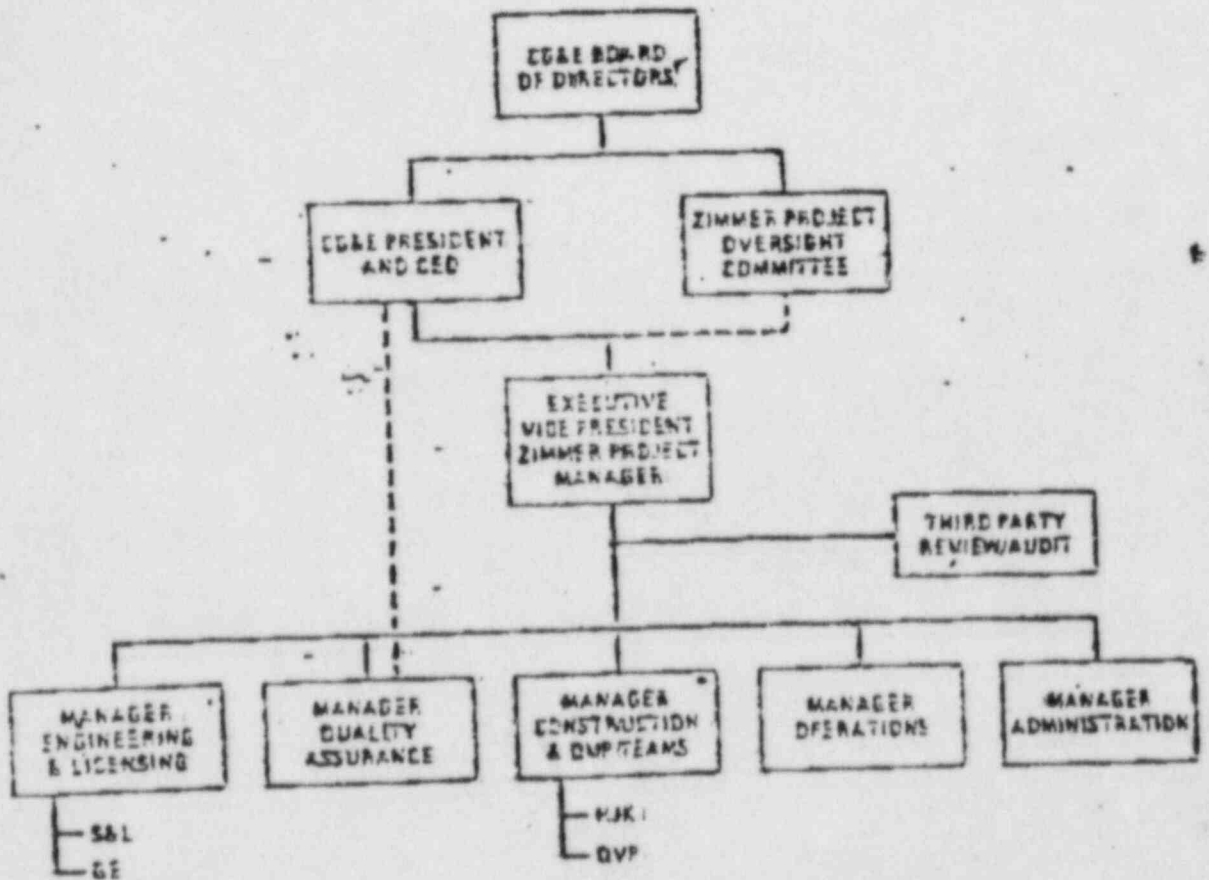 CG&E BOARD
OF DIRECTORS
CG&E PRESIDENT
AND CEO
ZIMMER PROJECT
OVERSIGHT
COMMITTEE
EXECUTIVE
VICE PRESIDENT
ZIMMER PROJECT
MANAGER
THIRD PARTY
REVIEW/AUDIT
MANAGER
ENGINEERING
& LICENSING
MANAGER
QUALITY
ASSURANCE
MANAGER
CONSTRUCTION
& QVP TEAMS
MANAGER
OPERATIONS
MANAGER
ADMINISTRATION
S&L
GE
QVP